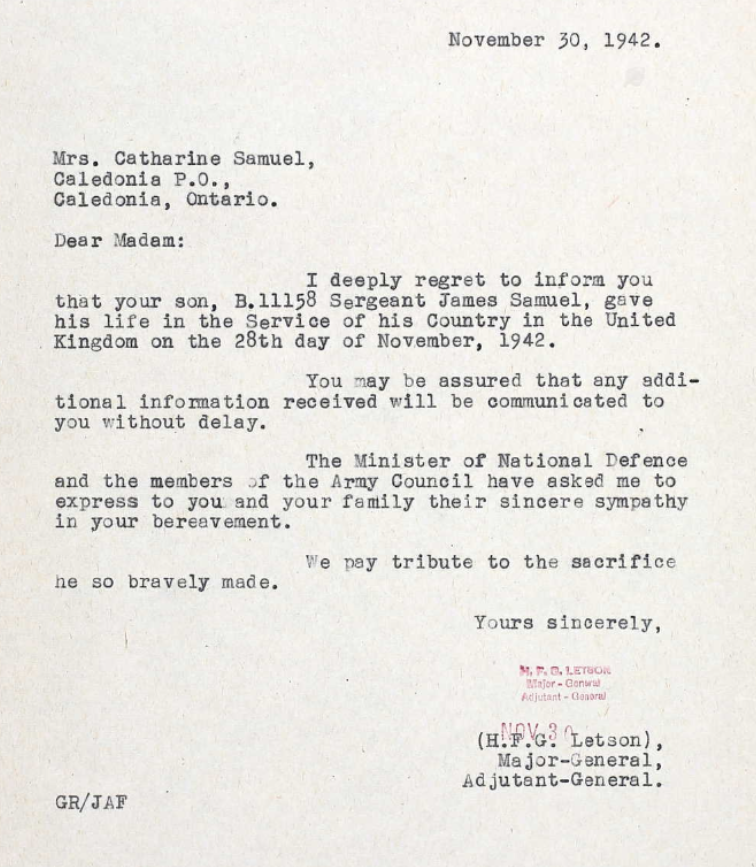 November 30, 1942.
Mrs. Catharine Samuel,
Caledonia P.O.,
Caledonia, Ontario.
Dear Madam:
I deeply regret to inform you
that your son, B.11158 Sergeant James Samuel, gave
his life in the Service of his Country in the United
Kingdom on the 28th day of November, 1942.
You may be assured that any addi-
tional information received will be communicated to
you without delay.
The Minister of National Defence
and the members of the Army Council have asked me to
express to you and your family their sincere sympathy
in your bereavement.
We pay tribute to the sacrifice
he so bravely made.
Yours sincerely,
H. F. G. LETSON
Major - General
Adjutant - General
NOV 30
(H.F.G. Letson),
Major-General,
Adjutant-General.
GR/JAF